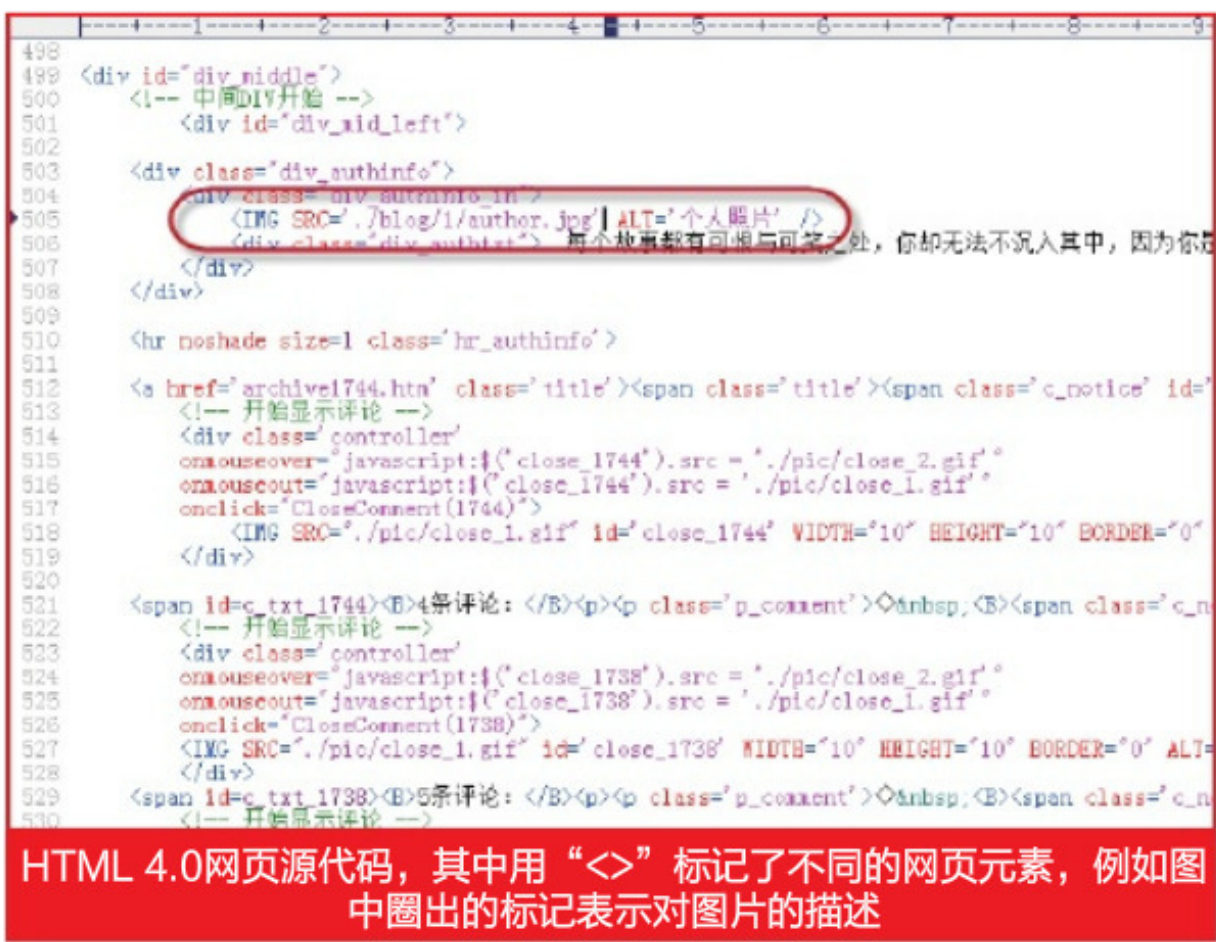 ----+----1----+----2----+----3----+----4----+----5----+----6----+----7----+----8----+----9
498
499 <div id="div_middle">
500 <!-- 中间DIV开始 -->
501 <div id="div_mid_left">
502
503 <div class="div_authinfo">
504 <div class="div_authinfo_in">
505 <IMG SRC='./blog/1/author.jpg' ALT='个人照片' />
506 <div class="div_authtxt"> 每个故事都有可恨与可笑之处，你却无法不沉入其中，因为你是
507 </div>
508 </div>
509
510 <hr noshade size=1 class='hr_authinfo'>
511
512 <a href='archive1744.htm' class='title'><span class='title'><span class='c_notice' id='
513 <!-- 开始显示评论 -->
514 <div class='controller'
515 onmouseover="javascript:$('close_1744').src = './pic/close_2.gif'"
516 onmouseout="javascript:$('close_1744').src = './pic/close_1.gif'"
517 onclick="CloseComment(1744)">
518 <IMG SRC="./pic/close_1.gif" id='close_1744' WIDTH="10" HEIGHT="10" BORDER="0"
519 </div>
520
521 <span id=c_txt_1744><B>4条评论：</B><p><p class='p_comment'>◇&nbsp;<B><span class='c_n
522 <!-- 开始显示评论 -->
523 <div class='controller'
524 onmouseover="javascript:$('close_1738').src = './pic/close_2.gif'"
525 onmouseout="javascript:$('close_1738').src = './pic/close_1.gif'"
526 onclick="CloseComment(1738)">
527 <IMG SRC="./pic/close_1.gif" id='close_1738' WIDTH="10" HEIGHT="10" BORDER="0" ALT=
528 </div>
529 <span id=c_txt_1738><B>5条评论：</B><p><p class='p_comment'>◇&nbsp;<B><span class='c_n
530 <!-- 开始显示评论 -->
HTML 4.0网页源代码，其中用“<>”标记了不同的网页元素，例如图
中圈出的标记表示对图片的描述